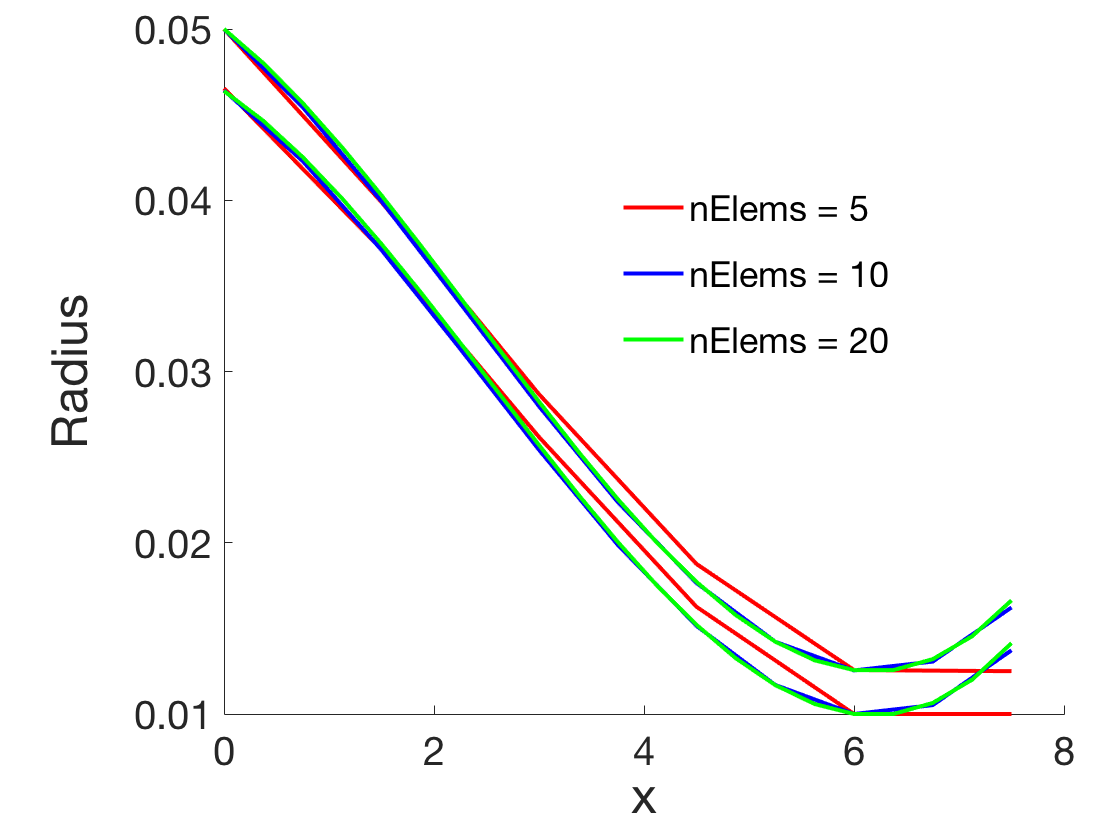 0.05
0.04
0.03
0.02
0.01
Radius
nElems = 5
nElems = 10
nElems = 20
0 2 4 6 8
x